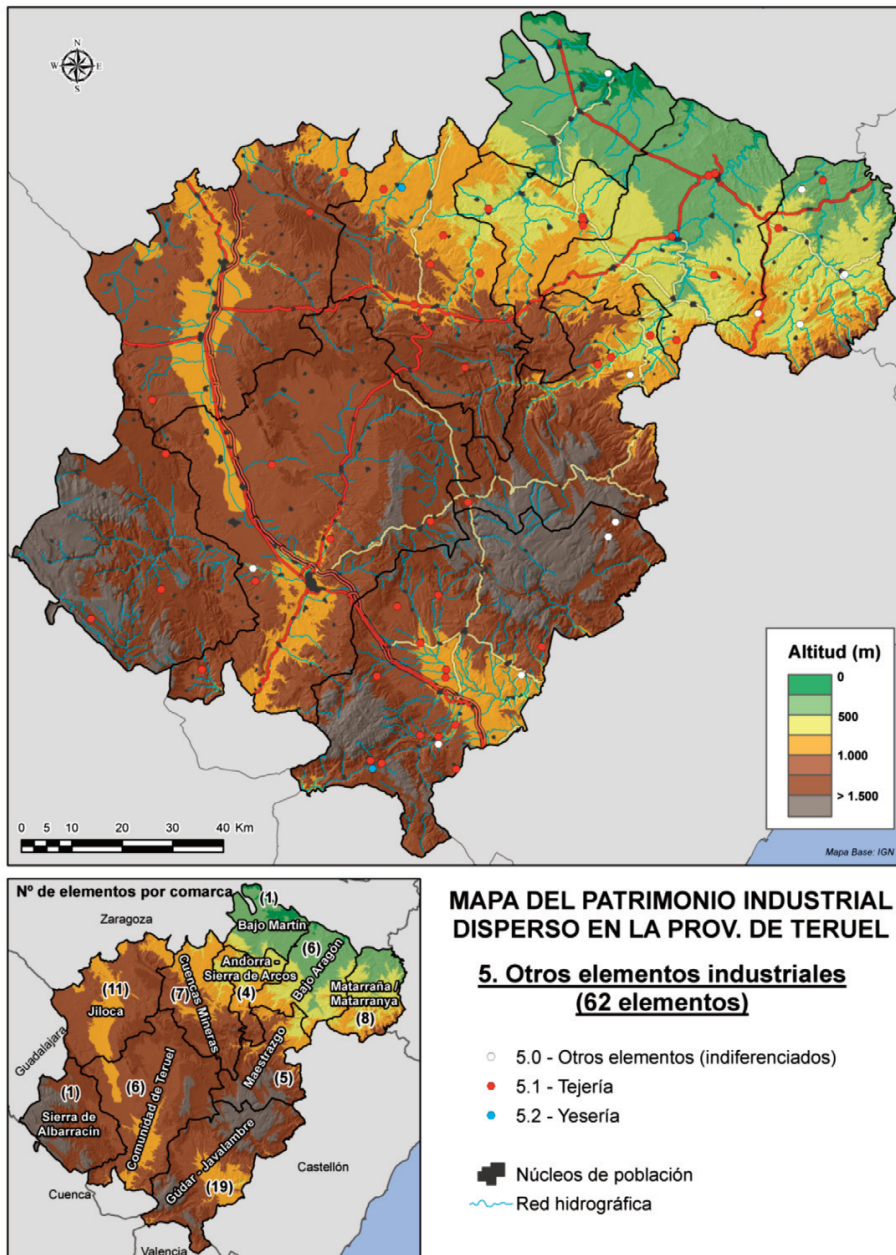 N
W E
S
Altitud (m)
0
500
1.000
> 1.500
0 5 10 20 30 40 Km
Mapa Base: IGN
Nº de elementos por comarca
Zaragoza
(1)
Bajo Martín
(6)
Bajo Aragón
Andorra -
Sierra de Arcos
(4)
Matarraña /
Matarranya
(8)
(11)
Jiloca
(7)
Cuencas Mineras
Guadalajara
Maestrazgo
(5)
(1)
Sierra de
Albarracín
(6)
Comunidad de Teruel
Gúdar - Javalambre
(19)
Castellón
Cuenca
Valencia
MAPA DEL PATRIMONIO INDUSTRIAL
DISPERSO EN LA PROV. DE TERUEL
5. Otros elementos industriales
(62 elementos)
5.0 - Otros elementos (indiferenciados)
5.1 - Tejería
5.2 - Yesería
Núcleos de población
Red hidrográfica